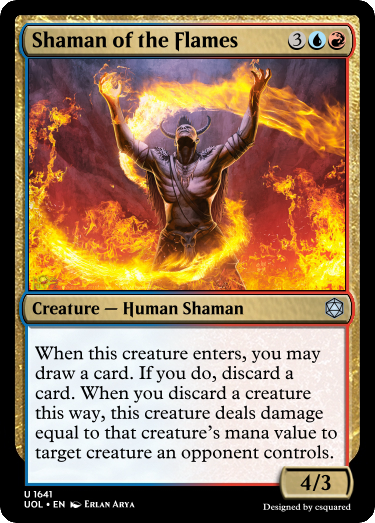 Shaman of the Flames 3
Creature — Human Shaman
When this creature enters, you may
draw a card. If you do, discard a
card. When you discard a creature
this way, this creature deals damage
equal to that creature's mana value to
target creature an opponent controls.
4/3
U 1641
UOL • EN Erlan Arya
Designed by csquared